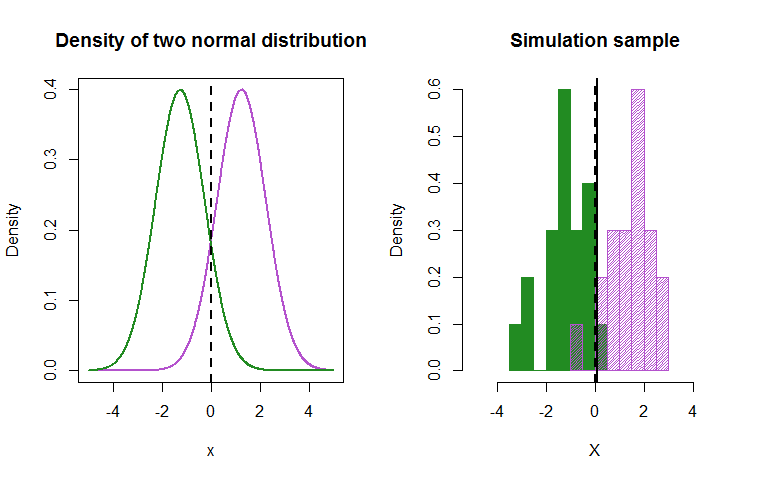 Density of two normal distribution
Density
0.0 0.1 0.2 0.3 0.4
-4 -2 0 2 4
x
Simulation sample
Density
0.0 0.1 0.2 0.3 0.4 0.5 0.6
-4 -2 0 2 4
X